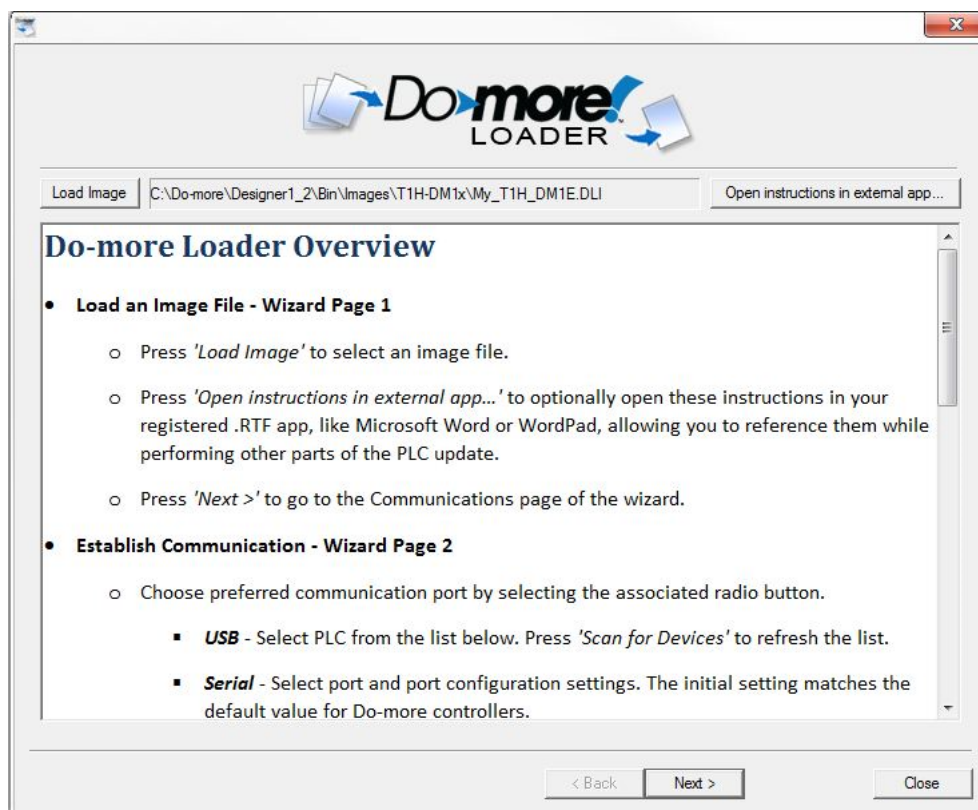 Do-more!™
LOADER
Load Image
C:\Do-more\Designer1_2\Bin\Images\T1H-DM1x\My_T1H_DM1E.DLI
Open instructions in external app...
Do-more Loader Overview
• Load an Image File - Wizard Page 1
o Press 'Load Image' to select an image file.
o Press 'Open instructions in external app...' to optionally open these instructions in your
registered .RTF app, like Microsoft Word or WordPad, allowing you to reference them while
performing other parts of the PLC update.
o Press 'Next >' to go to the Communications page of the wizard.
• Establish Communication - Wizard Page 2
o Choose preferred communication port by selecting the associated radio button.
▪ USB - Select PLC from the list below. Press 'Scan for Devices' to refresh the list.
▪ Serial - Select port and port configuration settings. The initial setting matches the
default value for Do-more controllers.
< Back
Next >
Close